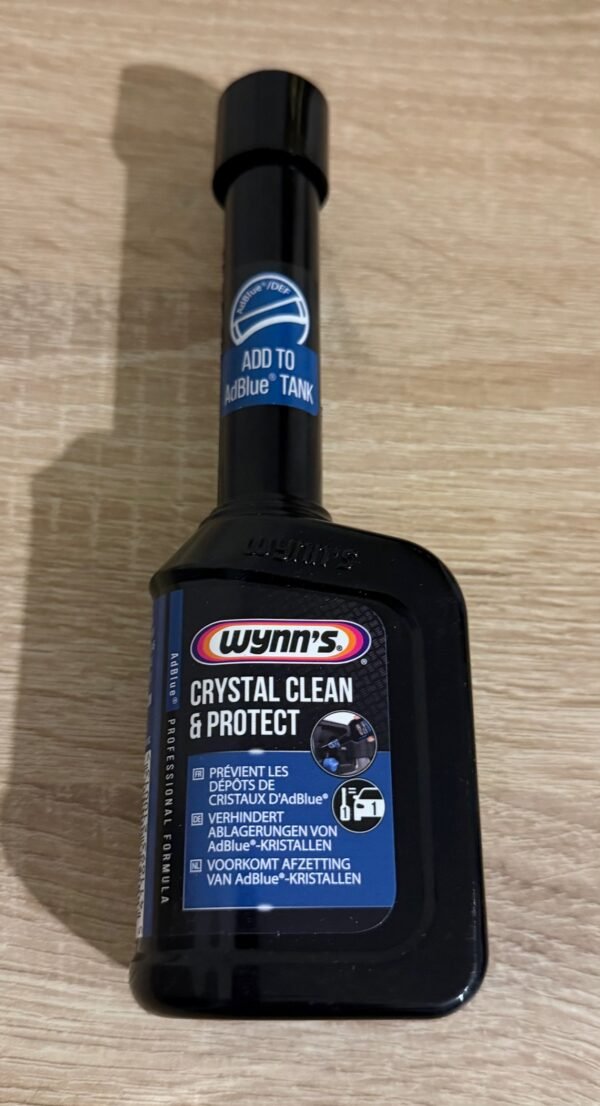 AdBlue®/DEF
ADD TO
AdBlue® TANK
wynn's
wynn's®
CRYSTAL CLEAN
& PROTECT
FR PRÉVIENT LES
DÉPÔTS DE
CRISTAUX D'AdBlue®
DE VERHINDERT
ABLAGERUNGEN VON
AdBlue®-KRISTALLEN
NL VOORKOMT AFZETTING
VAN AdBlue®-KRISTALLEN
1
AdBlue® PROFESSIONAL FORMULA